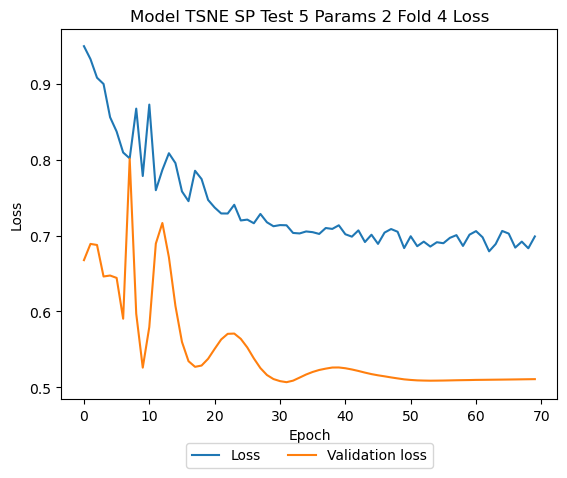 Model TSNE SP Test 5 Params 2 Fold 4 Loss
Loss
0.9
0.8
0.7
0.6
0.5
0 10 20 30 40 50 60 70
Epoch
Loss Validation loss